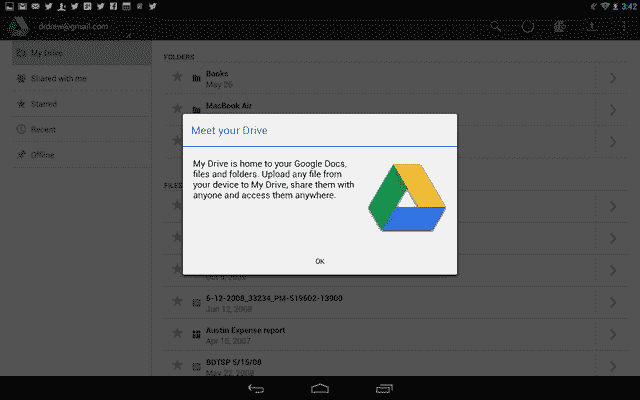 3:42
drdrew@gmail.com
My Drive
Shared with me
Starred
Recent
Offline
FOLDERS
Books
May 26
MacBook Air
Meet your Drive
My Drive is home to your Google Docs,
files and folders. Upload any file from
your device to My Drive, share them with
anyone and access them anywhere.
OK
FILES
6-12-2008_33234_PM-519602-13900
Jun 12, 2008
Austin Expense report
Apr 16, 2007
BDTSP 5/15/08
May 22, 2008